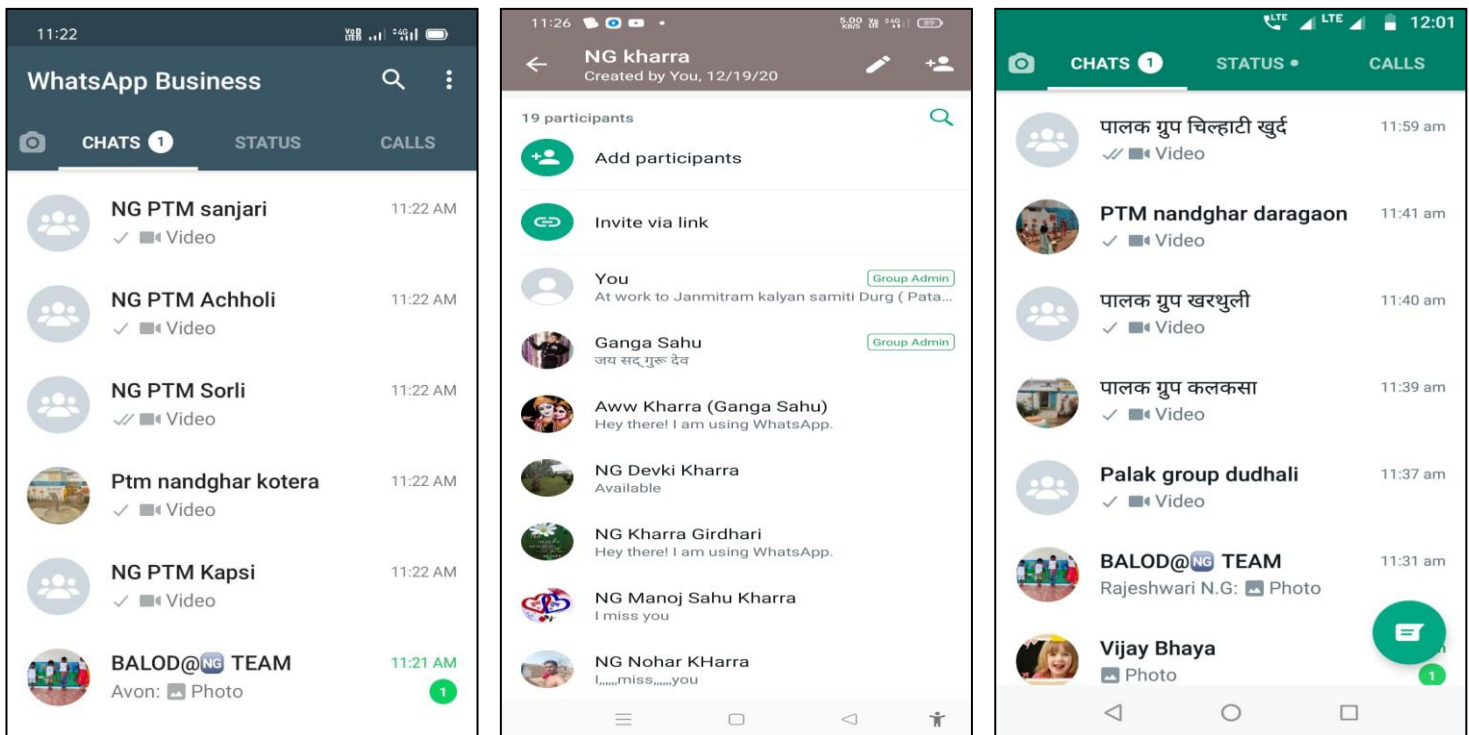 11:22
WhatsApp Business
CHATS 1 STATUS CALLS
NG PTM sanjari 11:22 AM
Video
NG PTM Achholi 11:22 AM
Video
NG PTM Sorli 11:22 AM
Video
Ptm nandghar kotera 11:22 AM
Video
NG PTM Kapsi 11:22 AM
Video
BALOD@NG TEAM 11:21 AM
Avon: Photo 1
11:26 5.00 KB/S 89
NG kharra
Created by You, 12/19/20
19 participants
Add participants
Invite via link
You Group Admin
At work to Janmitram kalyan samiti Durg ( Pata...
Ganga Sahu Group Admin
जय सद् गुरू देव
Aww Kharra (Ganga Sahu)
Hey there! I am using WhatsApp.
NG Devki Kharra
Available
NG Kharra Girdhari
Hey there! I am using WhatsApp.
NG Manoj Sahu Kharra
I miss you
NG Nohar KHarra
I,,,,,,miss,,,,,,you
LTE LTE 12:01
CHATS 1 STATUS • CALLS
पालक ग्रुप चिल्हाटी खुर्द 11:59 am
Video
PTM nandghar daragaon 11:41 am
Video
पालक ग्रुप खरथुली 11:40 am
Video
पालक ग्रुप कलकसा 11:39 am
Video
Palak group dudhali 11:37 am
Video
BALOD@NG TEAM 11:31 am
Rajeshwari N.G: Photo
Vijay Bhaya
Photo 1